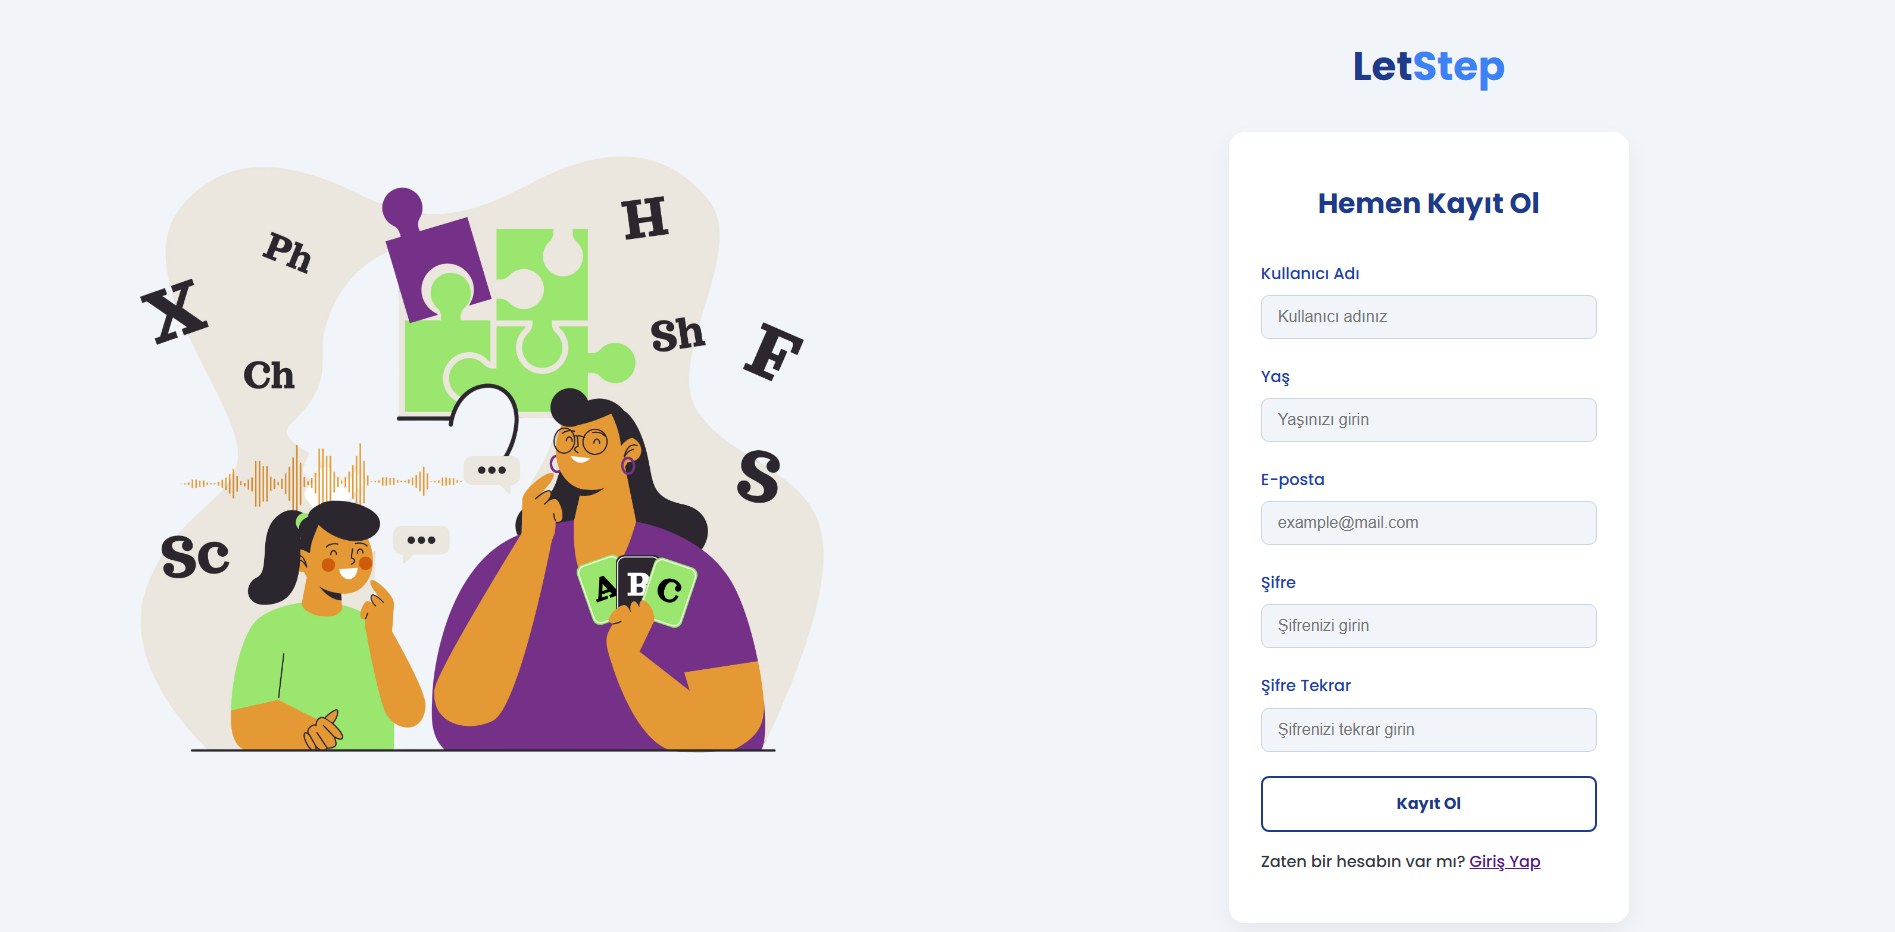 LetStep
H
Ph
X
Sh
F
Ch
S
Sc
A B C
Hemen Kayıt Ol
Kullanıcı Adı
Kullanıcı adınız
Yaş
Yaşınızı girin
E-posta
example@mail.com
Şifre
Şifrenizi girin
Şifre Tekrar
Şifrenizi tekrar girin
Kayıt Ol
Zaten bir hesabın var mı? Giriş Yap